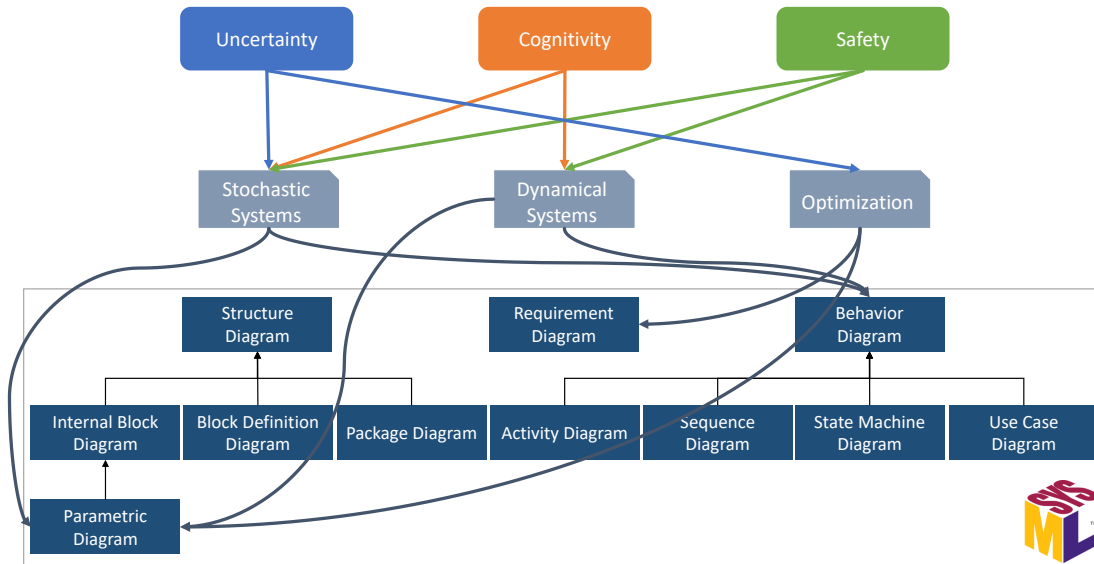 Uncertainty
Cognitivity
Safety
Stochastic
Systems
Dynamical
Systems
Optimization
Structure
Diagram
Requirement
Diagram
Behavior
Diagram
Internal Block
Diagram
Block Definition
Diagram
Package Diagram
Activity Diagram
Sequence
Diagram
State Machine
Diagram
Use Case
Diagram
Parametric
Diagram
SYS
ML